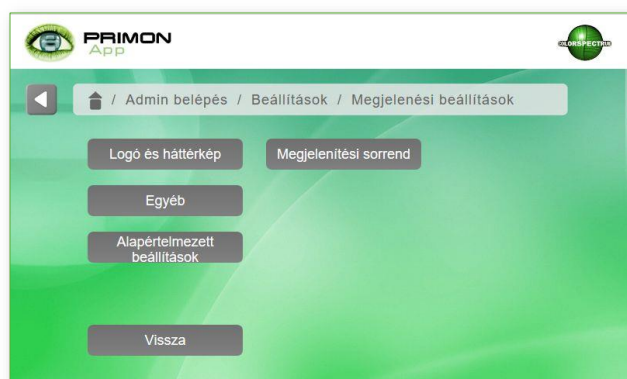 PRIMON
App
COLORSPECTRUM
/ Admin belépés / Beállítások / Megjelenési beállítások
Logó és háttérkép
Megjelenítési sorrend
Egyéb
Alapértelmezett
beállítások
Vissza